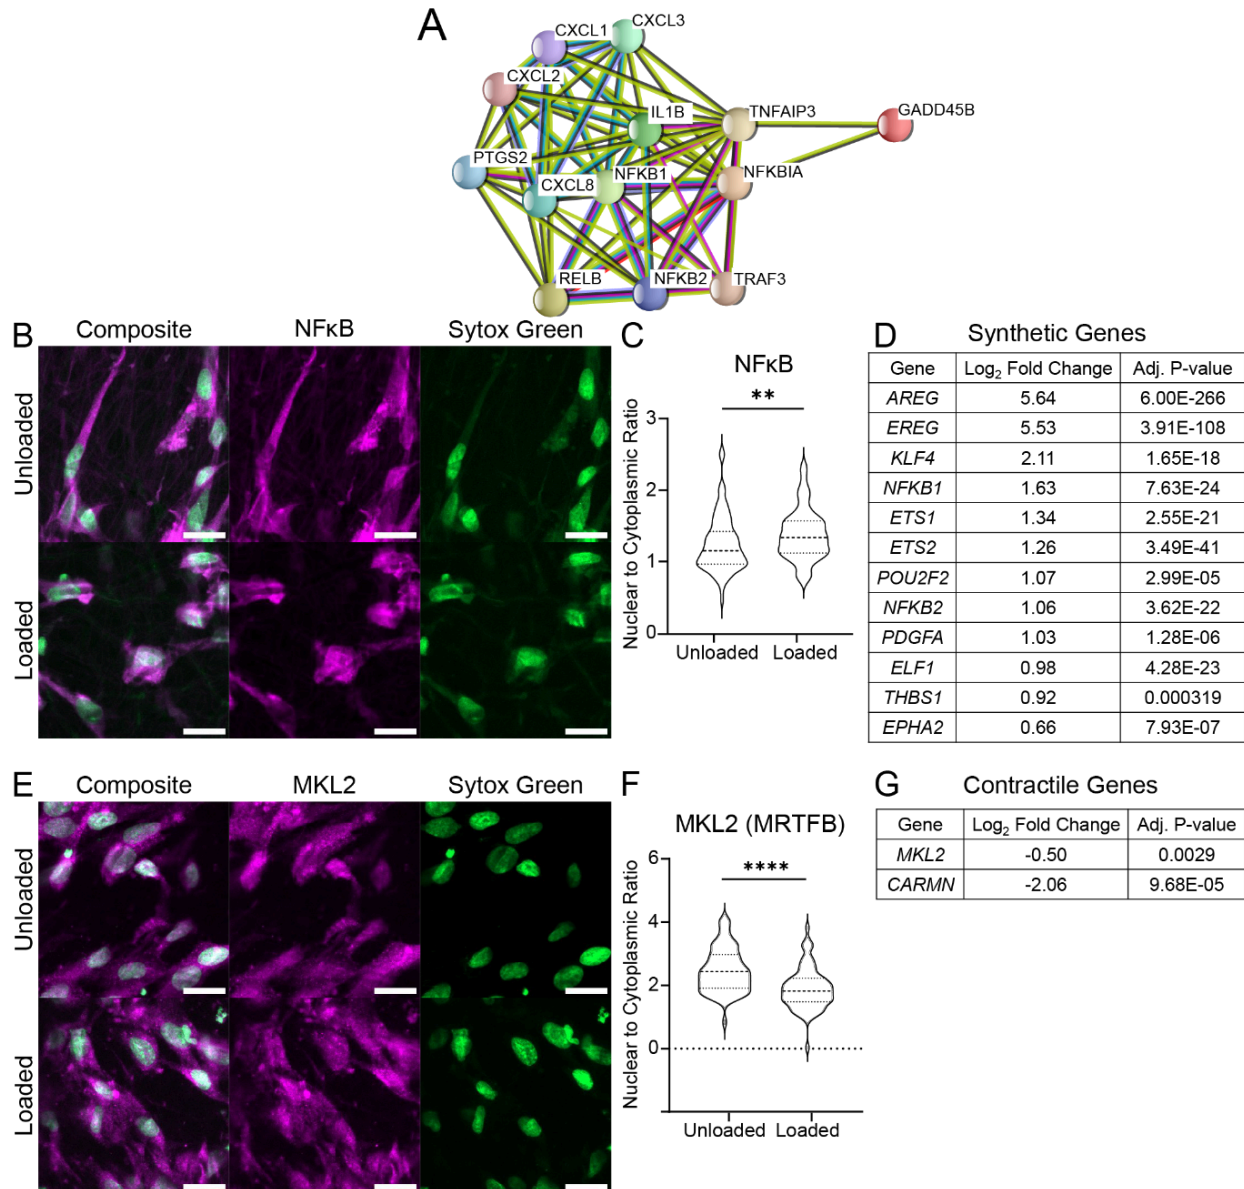 A
CXCL1
CXCL3
CXCL2
IL1B
TNFAIP3
GADD45B
PTGS2
CXCL8
NFKB1
NFKBIA
RELB
NFKB2
TRAF3
B
Composite
NFκB
Sytox Green
Unloaded
Loaded
C
NFκB
**
Nuclear to Cytoplasmic Ratio
3
2
1
0
Unloaded Loaded
D
Synthetic Genes
Gene Log2 Fold Change Adj. P-value
AREG 5.64 6.00E-266
EREG 5.53 3.91E-108
KLF4 2.11 1.65E-18
NFKB1 1.63 7.63E-24
ETS1 1.34 2.55E-21
ETS2 1.26 3.49E-41
POU2F2 1.07 2.99E-05
NFKB2 1.06 3.62E-22
PDGFA 1.03 1.28E-06
ELF1 0.98 4.28E-23
THBS1 0.92 0.000319
EPHA2 0.66 7.93E-07
E
Composite
MKL2
Sytox Green
Unloaded
Loaded
F
MKL2 (MRTFB)
****
Nuclear to Cytoplasmic Ratio
6
4
2
0
Unloaded Loaded
G
Contractile Genes
Gene Log2 Fold Change Adj. P-value
MKL2 -0.50 0.0029
CARMN -2.06 9.68E-05